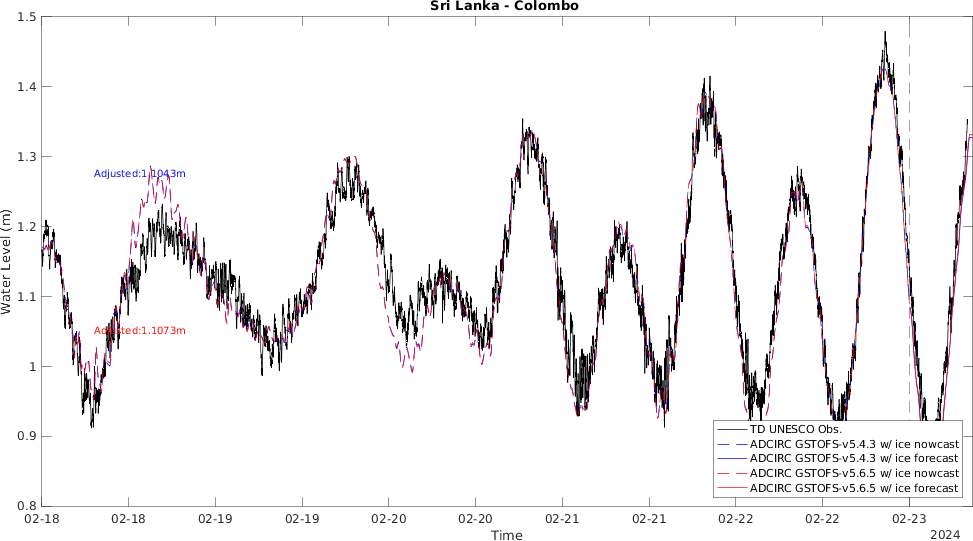 Sri Lanka - Colombo
1.5
1.4
1.3
1.2
1.1
1
0.9
0.8
Water Level (m)
Adjusted:1.1043m
Adjusted:1.1073m
TD UNESCO Obs.
ADCIRC GSTOFS-v5.4.3 w/ ice nowcast
ADCIRC GSTOFS-v5.4.3 w/ ice forecast
ADCIRC GSTOFS-v5.6.5 w/ ice nowcast
ADCIRC GSTOFS-v5.6.5 w/ ice forecast
02-18 02-18 02-19 02-19 02-20 02-20 02-21 02-21 02-22 02-22 02-23
Time
2024